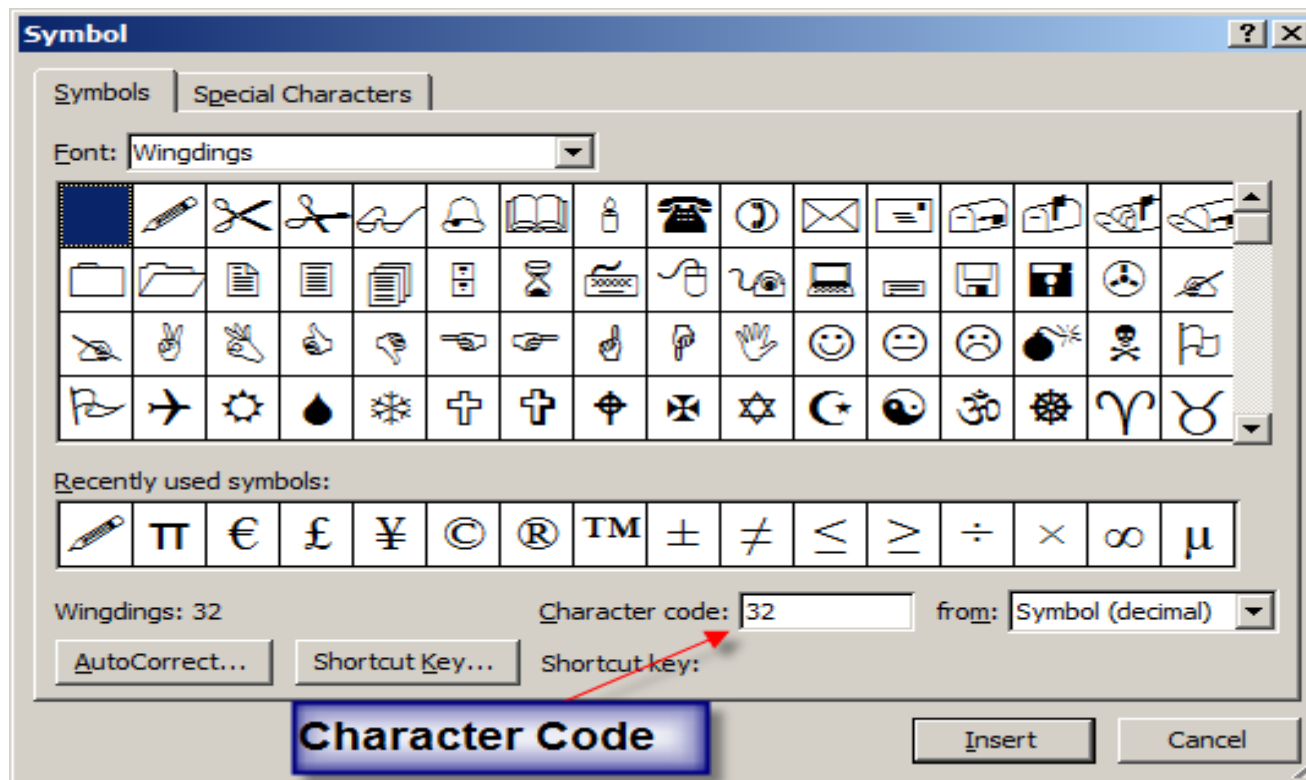 Symbol
Symbols Special Characters
Font: Wingdings
Recently used symbols:
π € £ ¥ © ® ™ ± ≠ ≤ ≥ ÷ × ∞ µ
Wingdings: 32 Character code: 32 from: Symbol (decimal)
AutoCorrect... Shortcut Key... Shortcut key:
Character Code
Insert Cancel